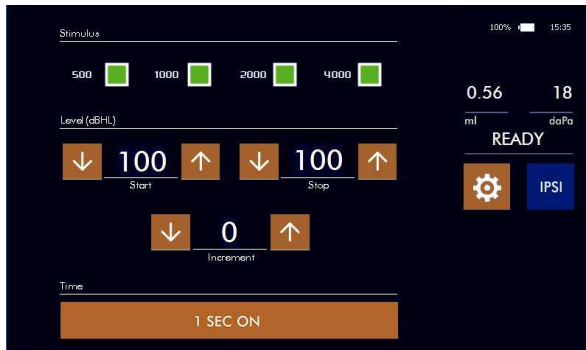 Stimulus
100% 15:35
500 1000 2000 4000
0.56 18
ml daPa
READY
Level (dBHL)
100 100
Start Stop
IPSI
0
Increment
Time
1 SEC ON